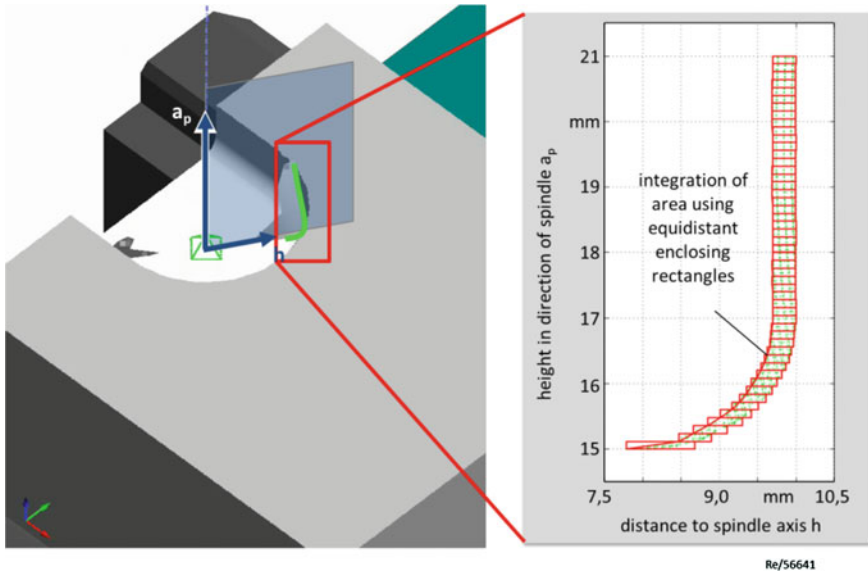 a_p
h
21
mm
19
18
17
16
15
height in direction of spindle a_p
integration of
area using
equidistant
enclosing
rectangles
7,5
9,0
mm
10,5
distance to spindle axis h
Re/56641